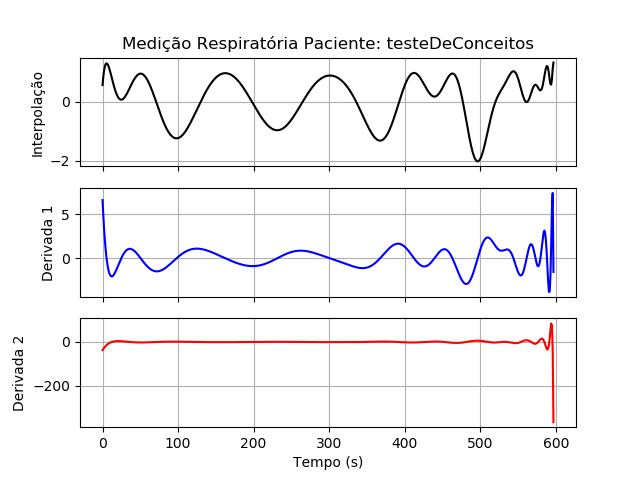 Medição Respiratória Paciente: testeDeConceitos
Interpolação
0
−2
Derivada 1
5
0
Derivada 2
0
−200
0 100 200 300 400 500 600
Tempo (s)